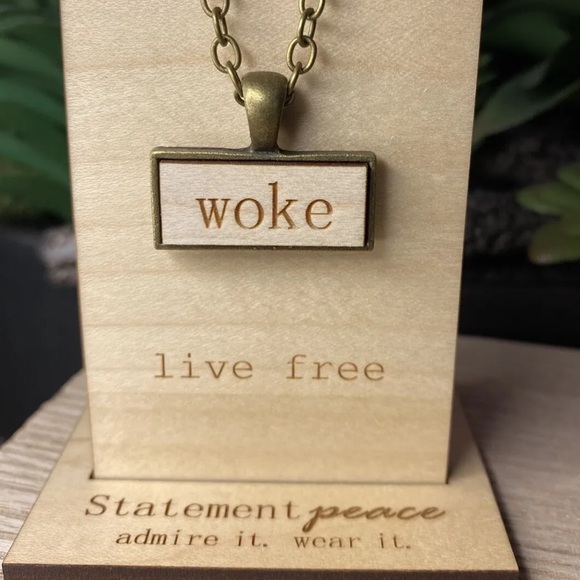 woke
live free
Statement peace
admire it. wear it.